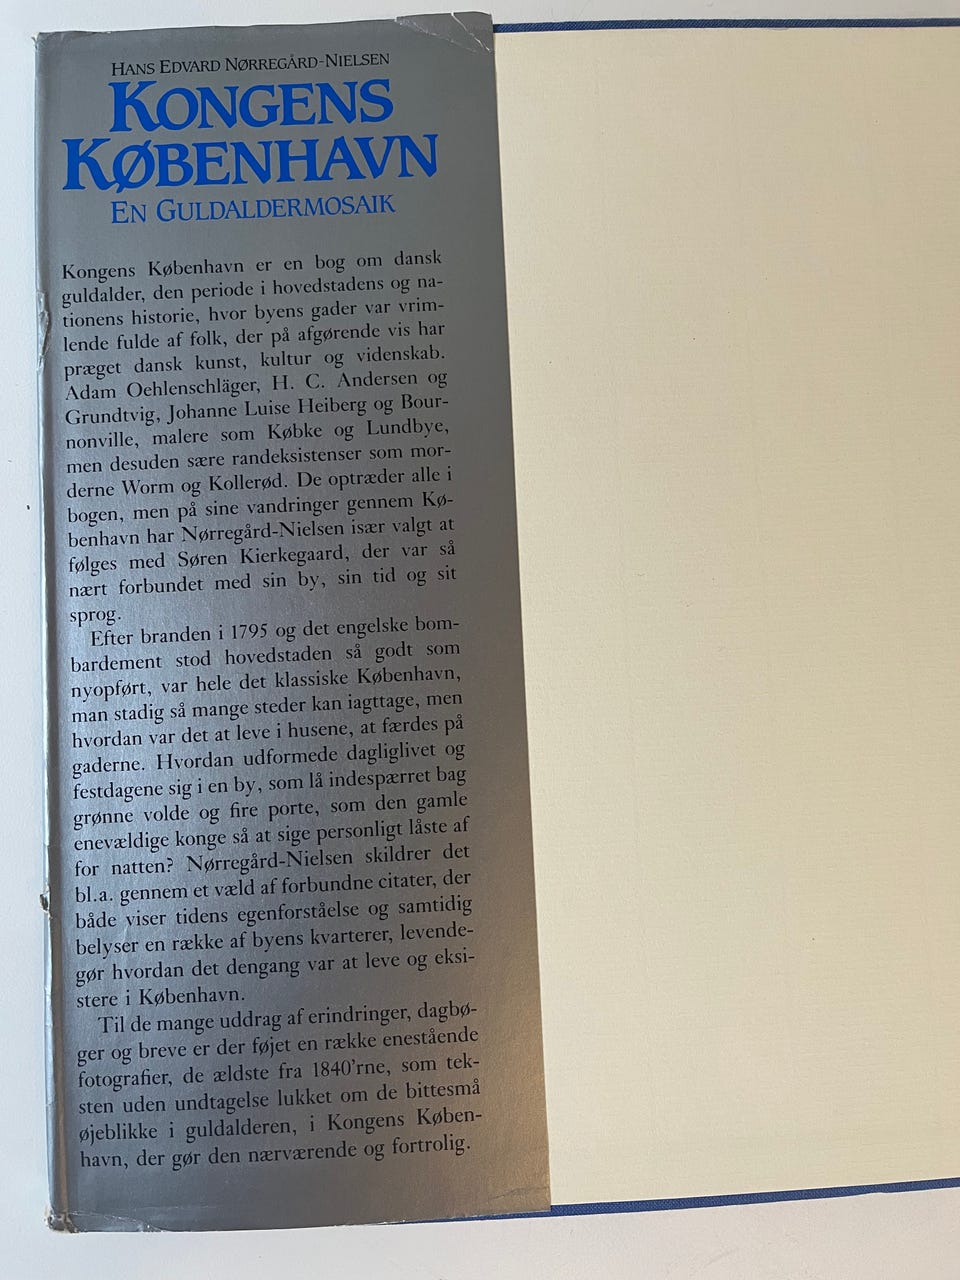 HANS EDVARD NØRREGÅRD-NIELSEN
KONGENS
KØBENHAVN
EN GULDALDERMOSAIK
Kongens København er en bog om dansk
guldalder, den periode i hovedstadens og na-
tionens historie, hvor byens gader var vrim-
lende fulde af folk, der på afgørende vis har
præget dansk kunst, kultur og videnskab.
Adam Oehlenschläger, H. C. Andersen og
Grundtvig, Johanne Luise Heiberg og Bour-
nonville, malere som Købke og Lundbye,
men desuden sære randeksistenser som mor-
derne Worm og Kollerød. De optræder alle i
bogen, men på sine vandringer gennem Kø-
benhavn har Nørregård-Nielsen især valgt at
følges med Søren Kierkegaard, der var så
nært forbundet med sin by, sin tid og sit
sprog.
Efter branden i 1795 og det engelske bom-
bardement stod hovedstaden så godt som
nyopført, var hele det klassiske København,
man stadig så mange steder kan iagttage, men
hvordan var det at leve i husene, at færdes på
gaderne. Hvordan udformede dagliglivet og
festdagene sig i en by, som lå indespærret bag
grønne volde og fire porte, som den gamle
enevældige konge så at sige personligt låste af
for natten? Nørregård-Nielsen skildrer det
bl.a. gennem et væld af forbundne citater, der
både viser tidens egenforståelse og samtidig
belyser en række af byens kvarterer, levende-
gør hvordan det dengang var at leve og eksi-
stere i København.
Til de mange uddrag af erindringer, dagbø-
ger og breve er der føjet en række enestående
fotografier, de ældste fra 1840'rne, som tek-
sten uden undtagelse lukket om de bittesmå
øjeblikke i guldalderen, i Kongens Køben-
havn, der gør den nærværende og fortrolig.